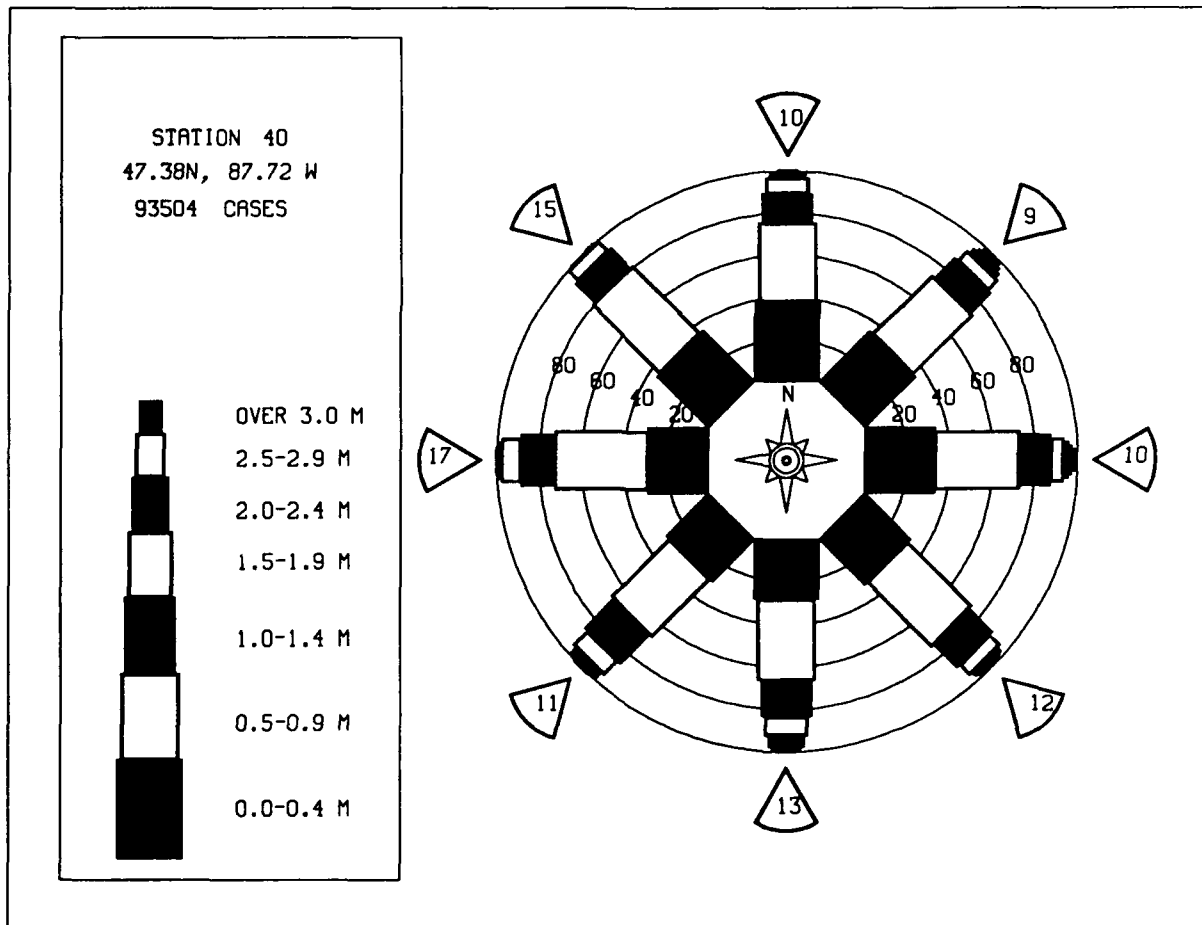 STATION 40
47.38N, 87.72 W
93504 CASES
OVER 3.0 M
2.5-2.9 M
2.0-2.4 M
1.5-1.9 M
1.0-1.4 M
0.5-0.9 M
0.0-0.4 M
10
15
9
80
60
40
20
N
20
40
60
80
17
10
11
12
13